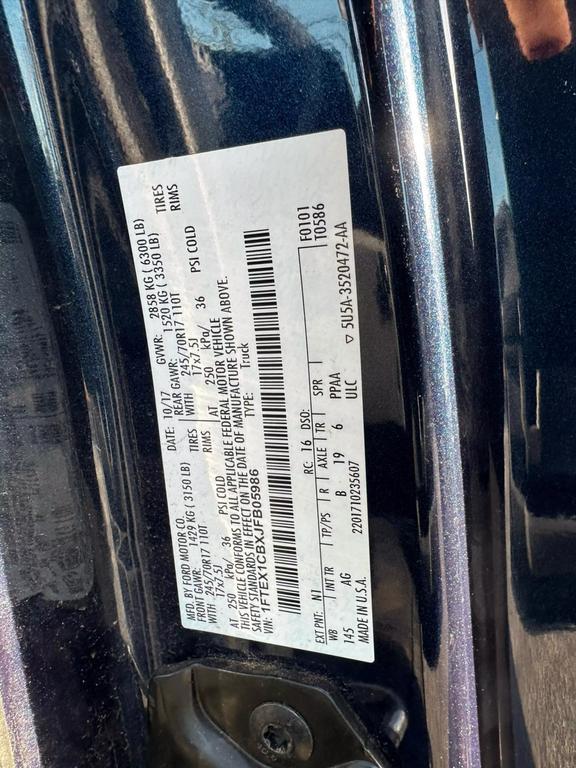 MFD. BY FORD MOTOR CO. DATE: 10/17 GVWR: 2858 KG ( 6300 LB)
FRONT GAWR: 1429 KG ( 3150 LB) REAR GAWR: 1520 KG ( 3350 LB)
WITH 245/70R17 110T TIRES WITH 245/70R17 110T TIRES
17x7.5J RIMS 17x7.5J RIMS
AT 250 kPa/ 36 PSI COLD AT 250 kPa/ 36 PSI COLD
THIS VEHICLE CONFORMS TO ALL APPLICABLE FEDERAL MOTOR VEHICLE
SAFETY STANDARDS IN EFFECT ON THE DATE OF MANUFACTURE SHOWN ABOVE.
VIN: 1FTEX1CBXJFB05986 TYPE: Truck
F0101
T0586
EXT PNT: N1 RC: 16 DSO:
WB INT TR TP/PS R AXLE TR SPR
145 AG B 19 6 PPAA
MADE IN U.S.A. 2201710235607 ULC ▽ 5U5A-3520472-AA